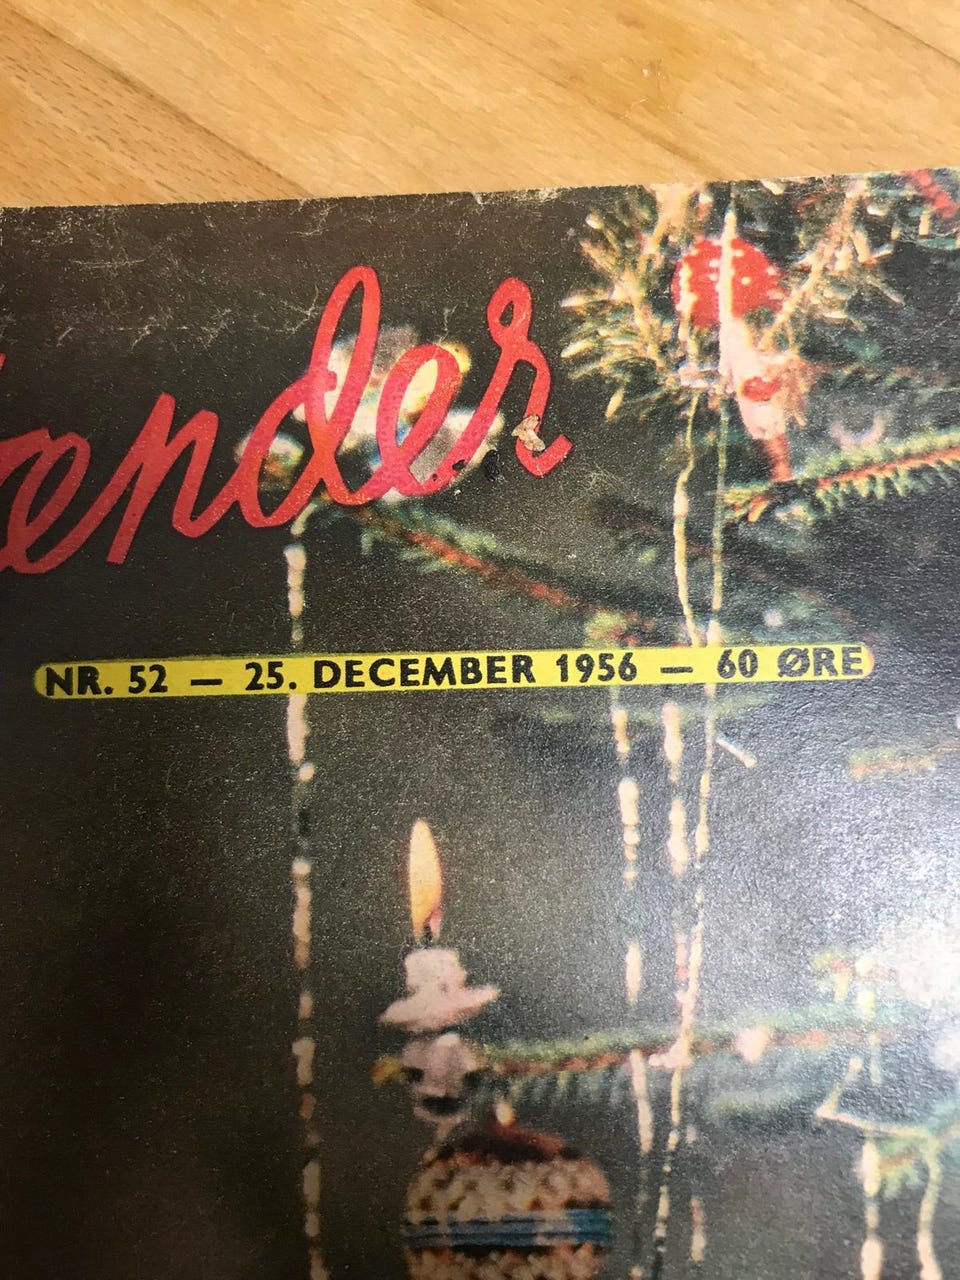 ænder
NR. 52 — 25. DECEMBER 1956 — 60 ØRE